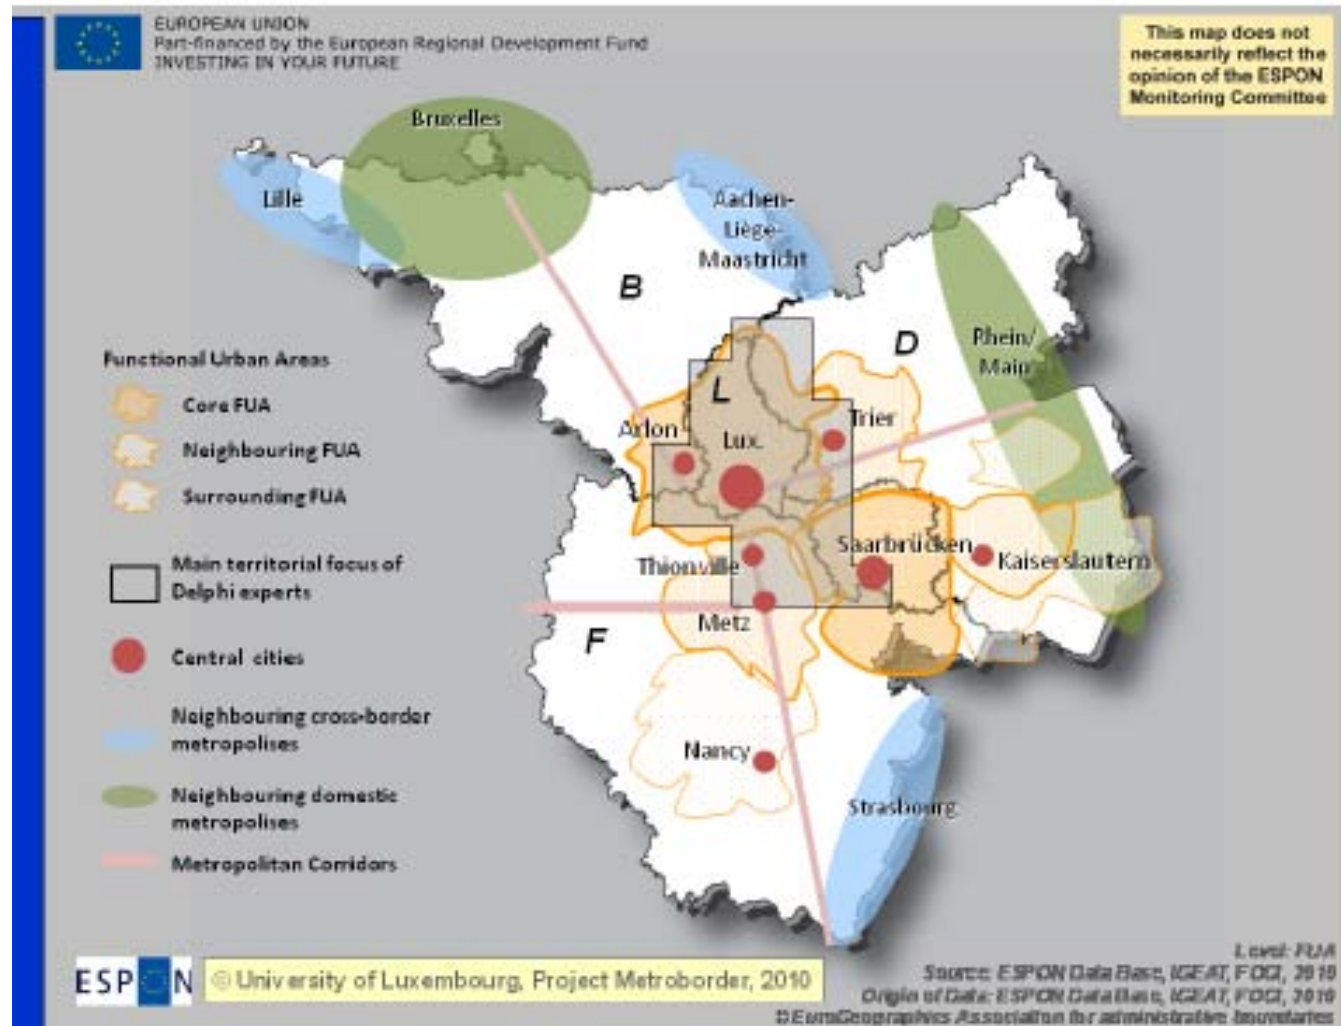 EUROPEAN UNION
Part-financed by the European Regional Development Fund
INVESTING IN YOUR FUTURE
This map does not
necessarily reflect the
opinion of the ESPON
Monitoring Committee
Bruxelles
Lille
Aachen-
Liège-
Maastricht
B
D
Rhein/
Main
L
Arlon
Lux.
Trier
Saarbrücken
Kaiserslautern
Thionville
Metz
F
Nancy
Strasbourg
Functional Urban Areas
Core FUA
Neighbouring FUA
Surrounding FUA
Main territorial focus of
Delphi experts
Central cities
Neighbouring cross-border
metropolises
Neighbouring domestic
metropolises
Metropolitan Corridors
ESPON
© University of Luxembourg, Project Metroborder, 2010
Level: FUA
Source: ESPON Data Base, IGEAT, FOCI, 2010
Origin of Data: ESPON Data Base, IGEAT, FOCI, 2010
© EuroGeographics Association for administrative boundaries